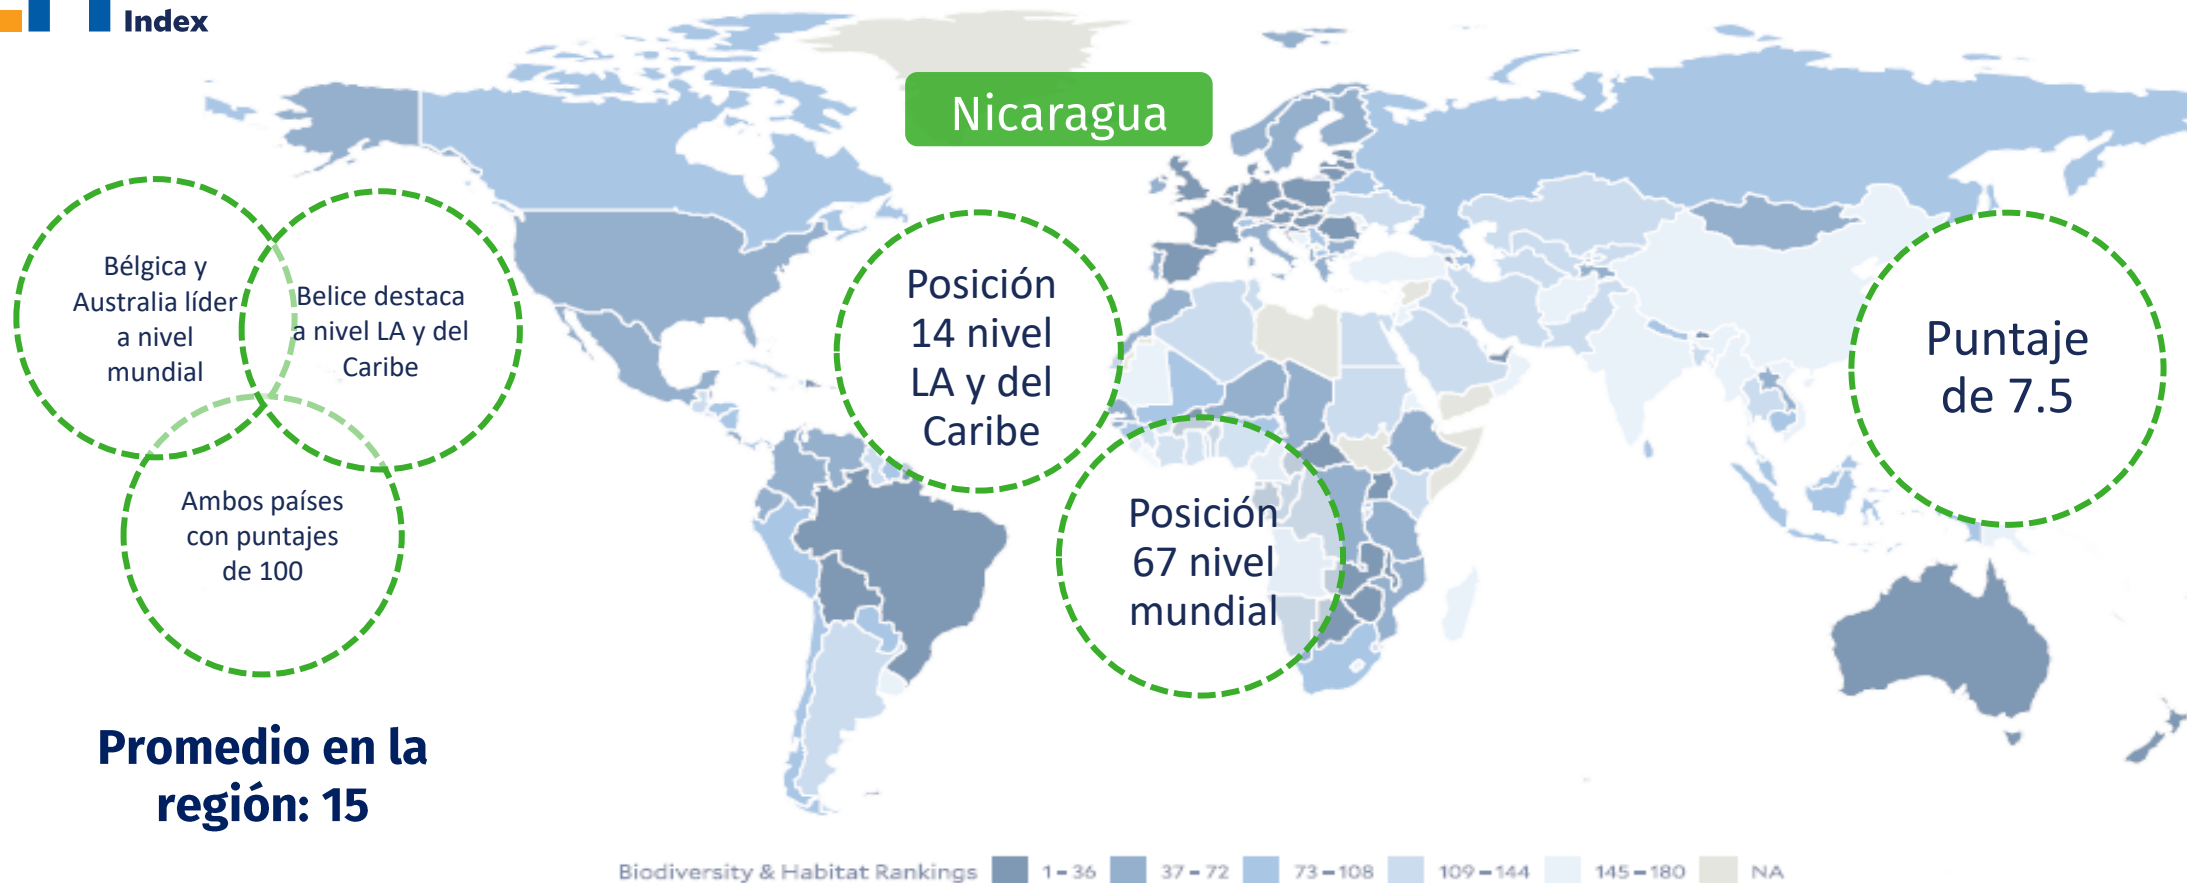 Index
Nicaragua
Bélgica y
Australia líder
a nivel
mundial
Belice destaca
a nivel LA y del
Caribe
Ambos países
con puntajes
de 100
Posición
14 nivel
LA y del
Caribe
Posición
67 nivel
mundial
Puntaje
de 7.5
Promedio en la
región: 15
Biodiversity & Habitat Rankings 1-36 37-72 73-108 109-144 145-180 NA